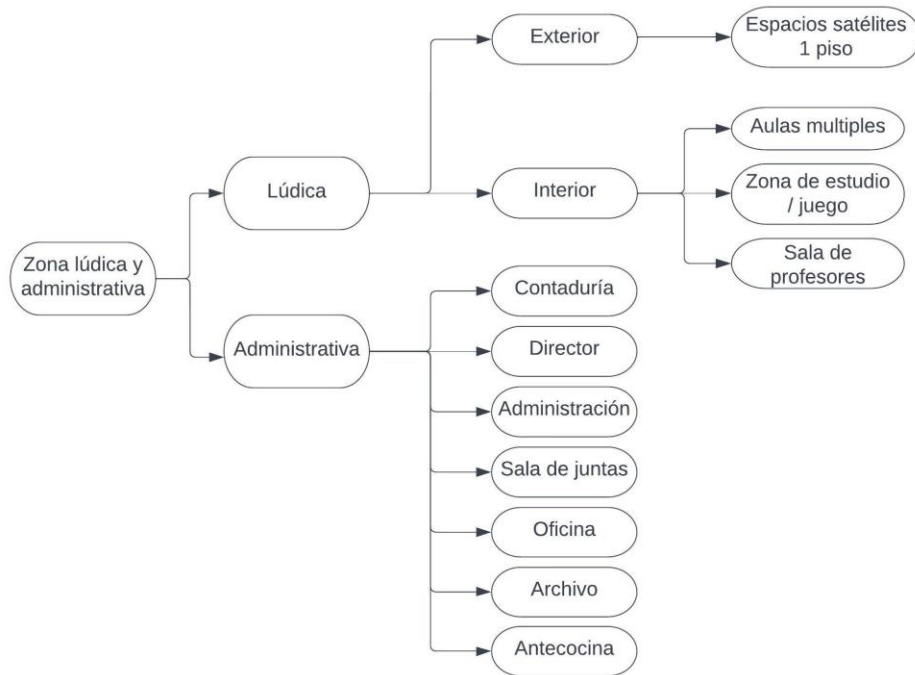 Exterior
Espacios satélites
1 piso
Aulas multiples
Lúdica
Interior
Zona de estudio
/ juego
Sala de
profesores
Zona lúdica y
administrativa
Contaduría
Administrativa
Director
Administración
Sala de juntas
Oficina
Archivo
Antecocina